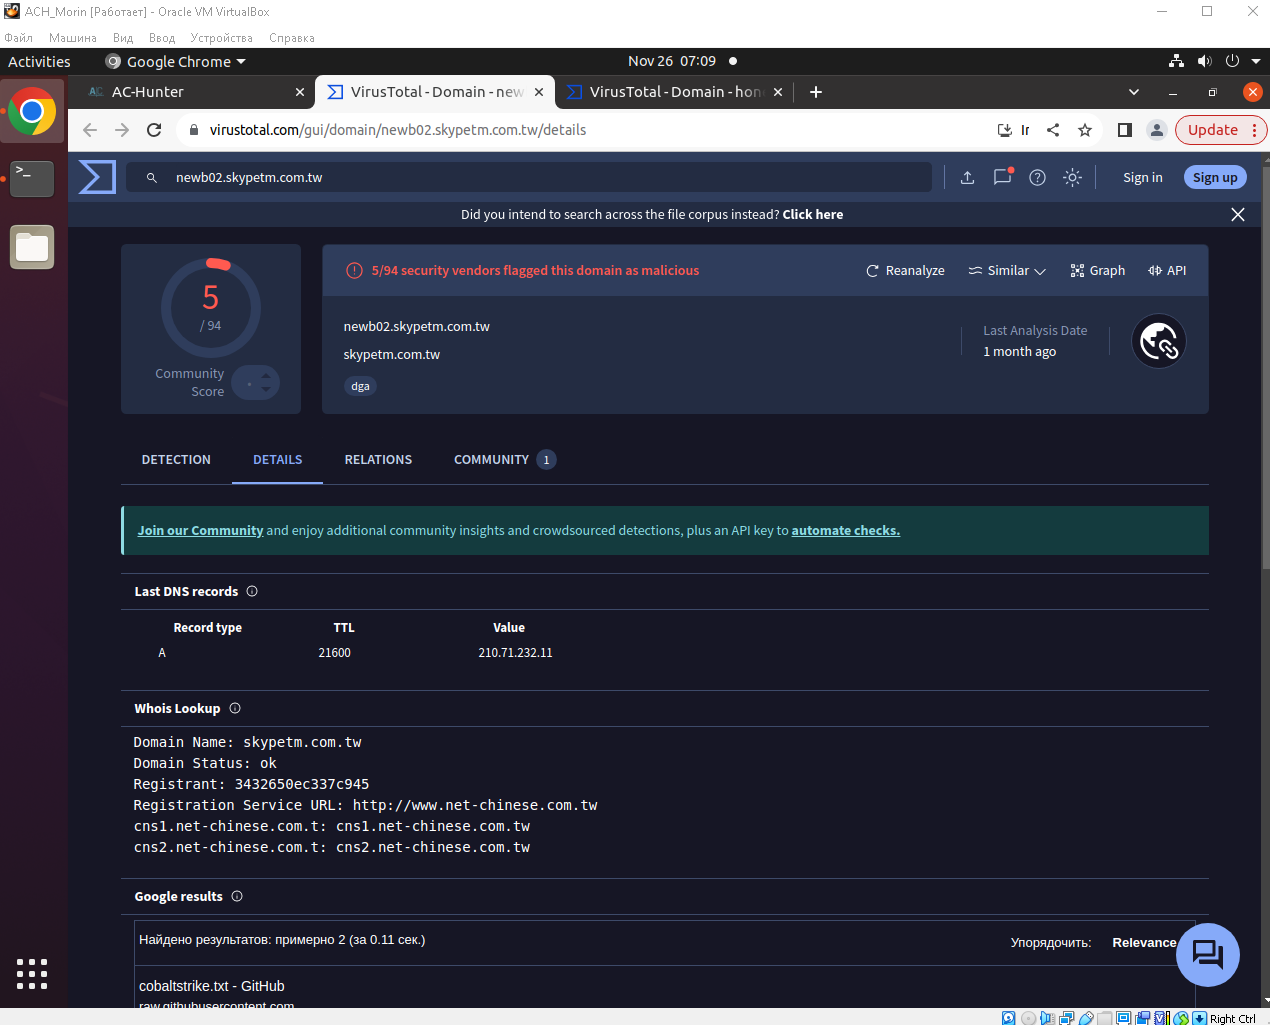 ACH_Morin [Работает] - Oracle VM VirtualBox
Файл Машина Вид Ввод Устройства Справка
Activities Google Chrome Nov 26 07:09
AC-Hunter VirusTotal - Domain - new VirusTotal - Domain - hon
virustotal.com/gui/domain/newb02.skypetm.com.tw/details Update
newb02.skypetm.com.tw Sign in Sign up
Did you intend to search across the file corpus instead? Click here
5/94 security vendors flagged this domain as malicious Reanalyze Similar Graph API
5
/ 94
Community
Score
newb02.skypetm.com.tw
skypetm.com.tw
dga
Last Analysis Date
1 month ago
DETECTION DETAILS RELATIONS COMMUNITY 1
Join our Community and enjoy additional community insights and crowdsourced detections, plus an API key to automate checks.
Last DNS records
Record type TTL Value
A 21600 210.71.232.11
Whois Lookup
Domain Name: skypetm.com.tw
Domain Status: ok
Registrant: 3432650ec337c945
Registration Service URL: http://www.net-chinese.com.tw
cns1.net-chinese.com.t: cns1.net-chinese.com.tw
cns2.net-chinese.com.t: cns2.net-chinese.com.tw
Google results
Найдено результатов: примерно 2 (за 0.11 сек.)
Упорядочить: Relevance
cobaltstrike.txt - GitHub
raw.githubusercontent.com
Right Ctrl